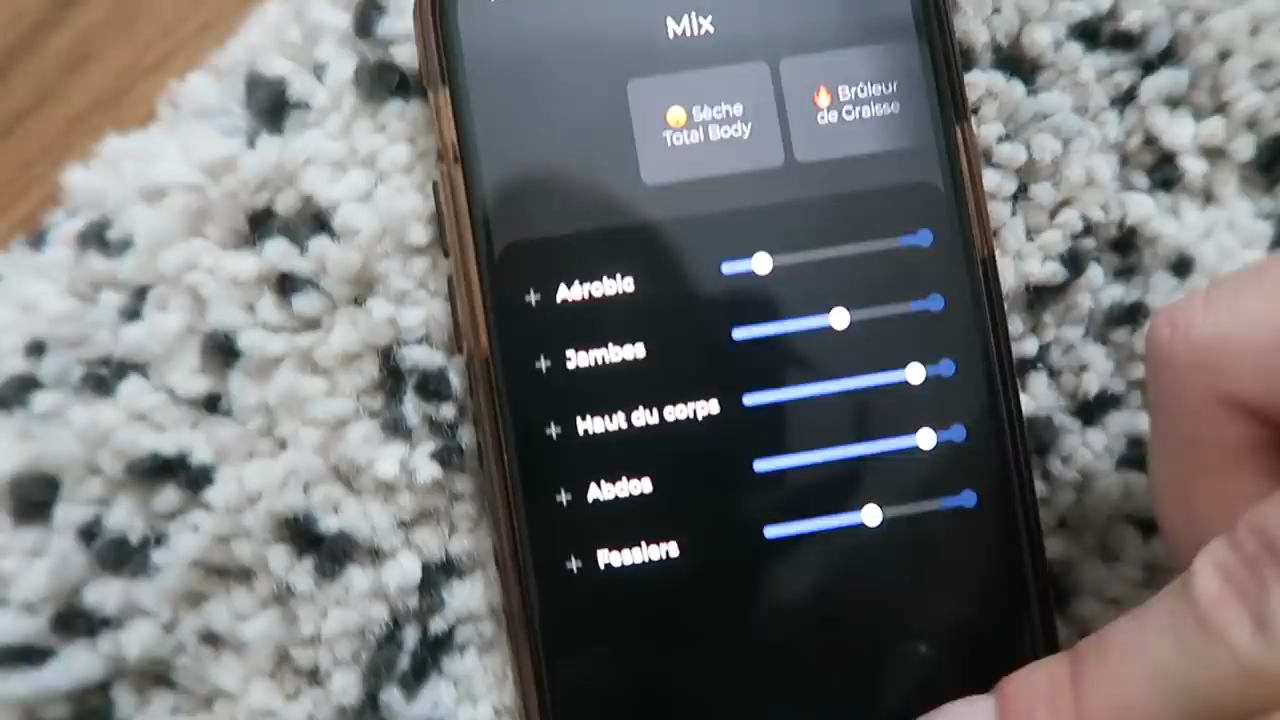 Mix
Sèche
Total Body
Brûleur
de Graisse
Aérobic
Jambes
Haut du corps
Abdos
Fessiers